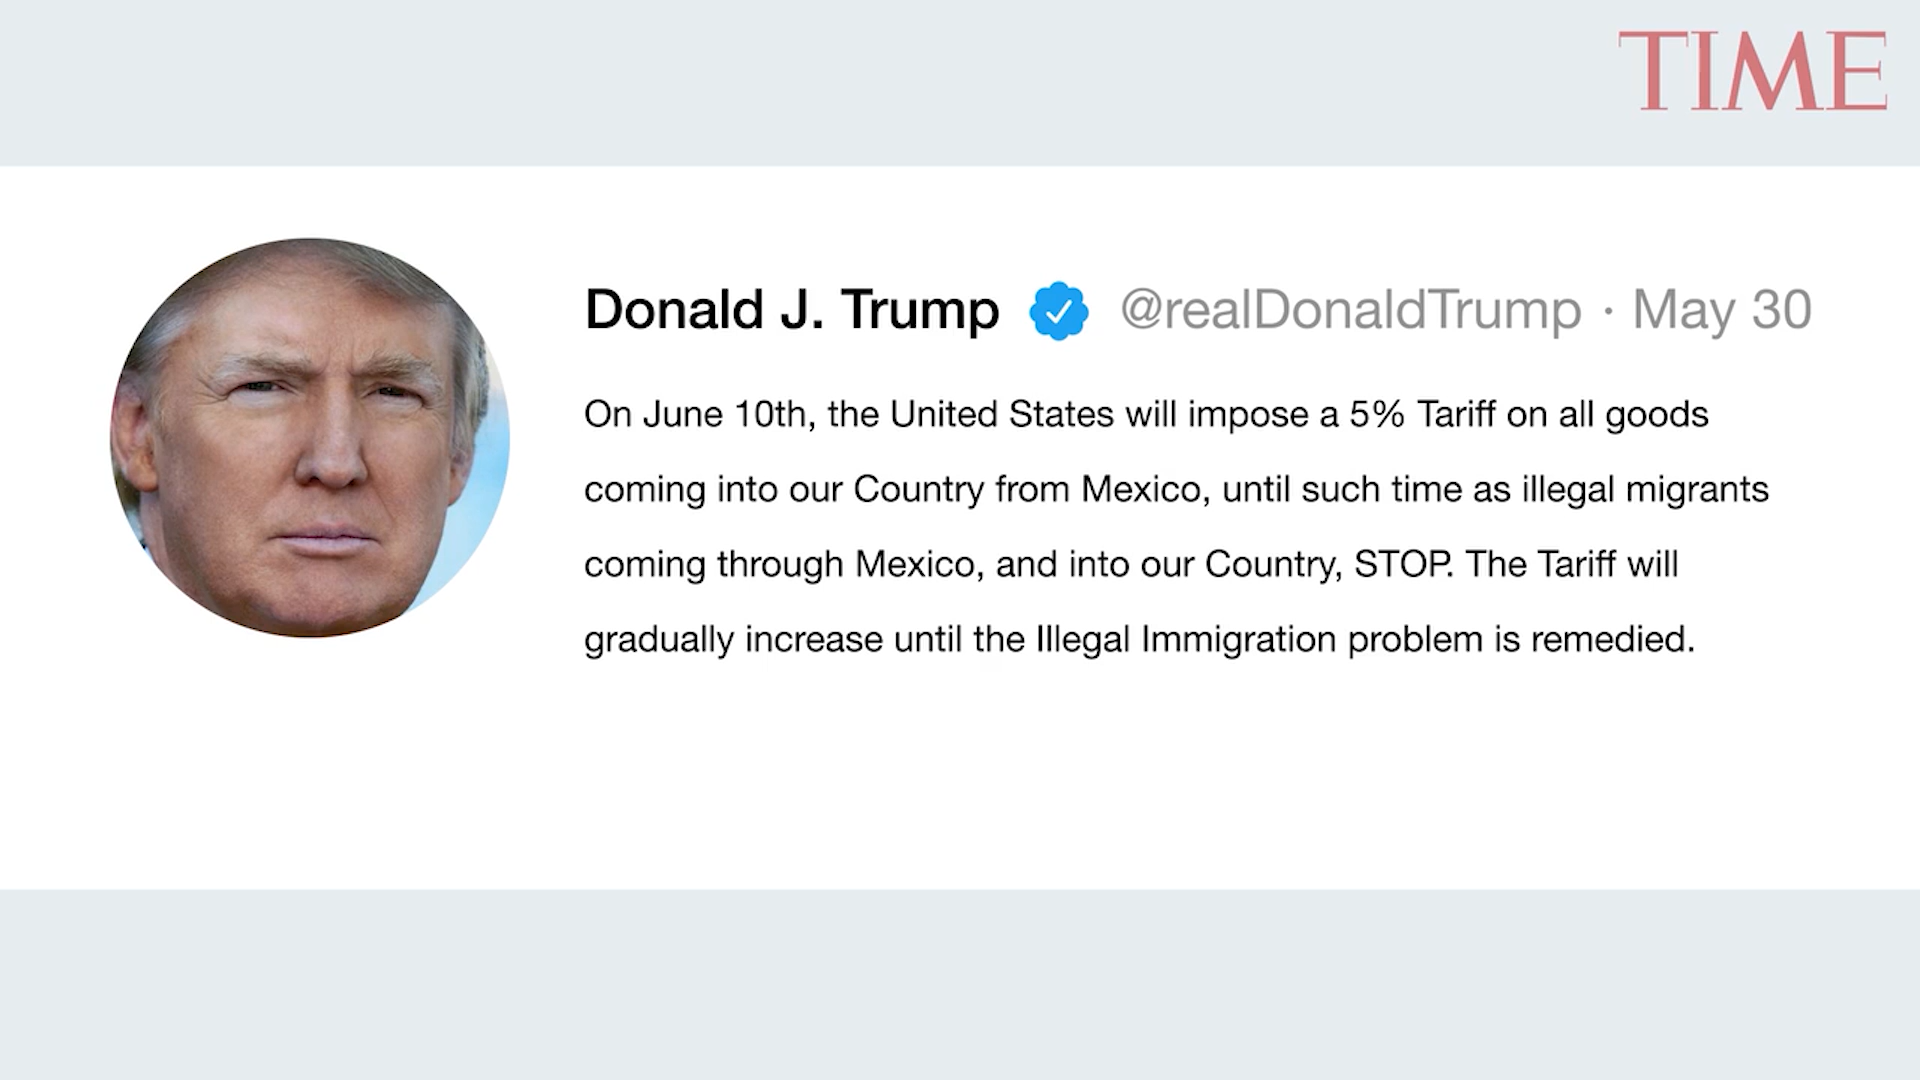 TIME
Donald J. Trump @realDonaldTrump · May 30
On June 10th, the United States will impose a 5% Tariff on all goods
coming into our Country from Mexico, until such time as illegal migrants
coming through Mexico, and into our Country, STOP. The Tariff will
gradually increase until the Illegal Immigration problem is remedied.